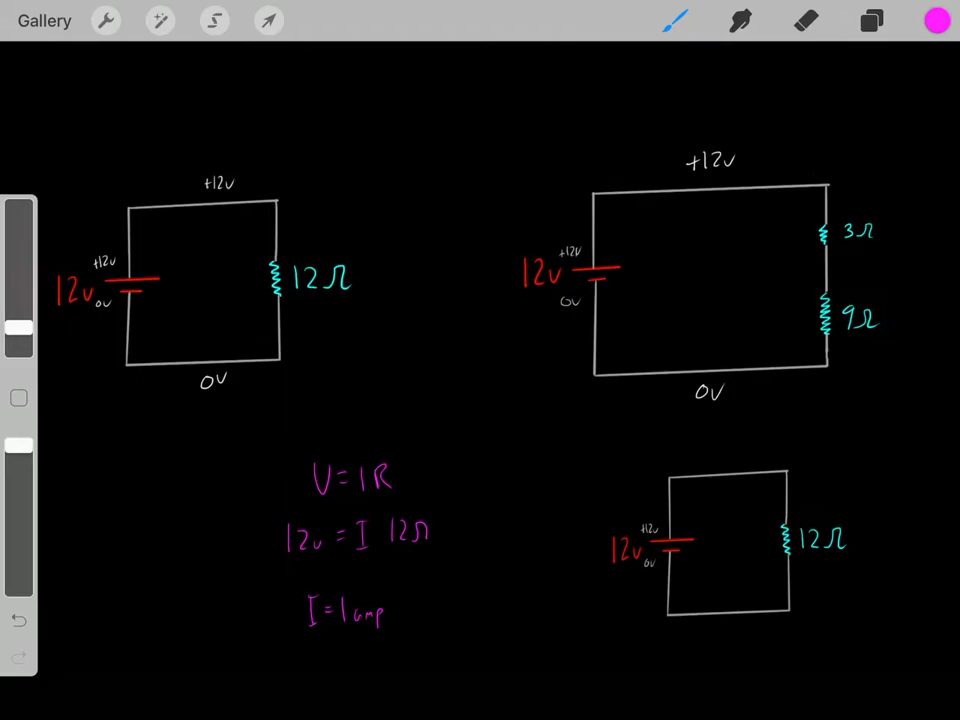 Gallery
+12v
+12v
12v
0v
12Ω
0v
+12v
+12v
12v
0v
3Ω
9Ω
0v
V=IR
12v = I 12Ω
I=1amp
+12v
12v
0v
12Ω